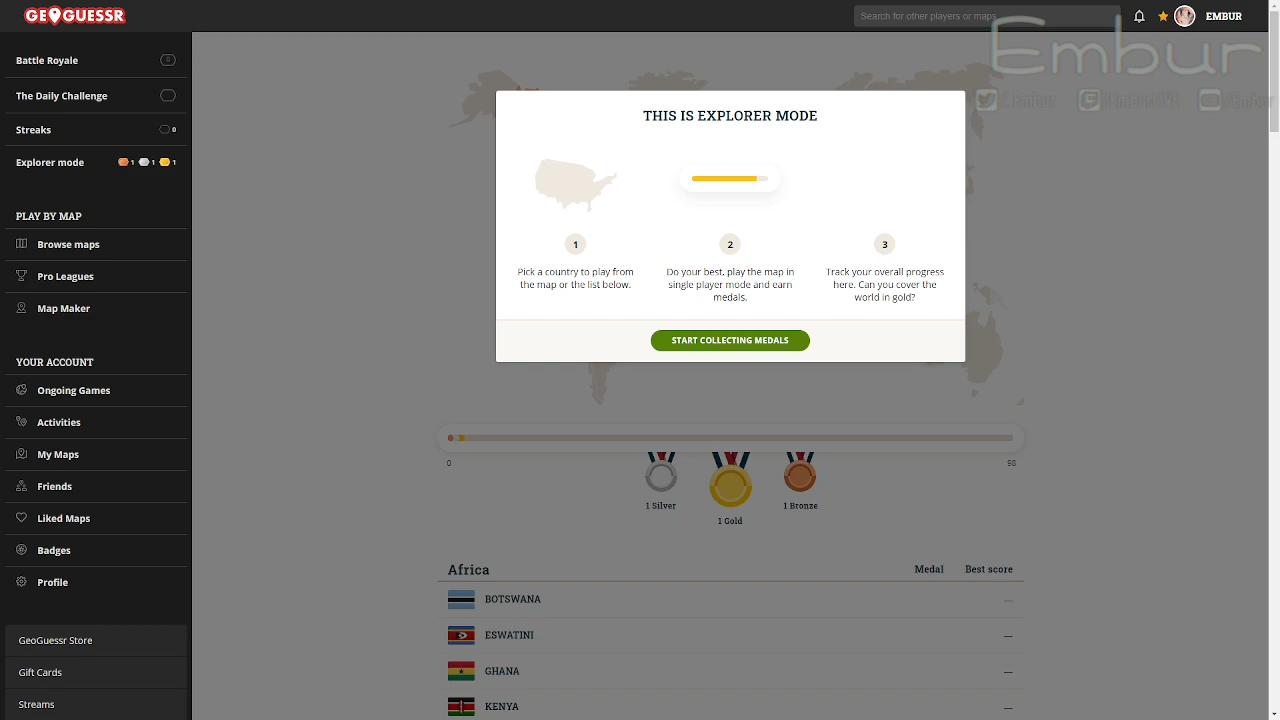 GEOGUESSR
Search for other players or maps
EMBUR
Embur
Battle Royale
The Daily Challenge
Streaks
0
Explorer mode
1 1 1
PLAY BY MAP
Browse maps
Pro Leagues
Map Maker
YOUR ACCOUNT
Ongoing Games
Activities
My Maps
Friends
Liked Maps
Badges
Profile
GeoGuessr Store
Gift Cards
Streams
THIS IS EXPLORER MODE
1
Pick a country to play from
the map or the list below.
2
Do your best, play the map in
single player mode and earn
medals.
3
Track your overall progress
here. Can you cover the
world in gold?
START COLLECTING MEDALS
0
98
1 Silver
1 Gold
1 Bronze
Africa
Medal
Best score
BOTSWANA
—
ESWATINI
—
GHANA
—
KENYA
—